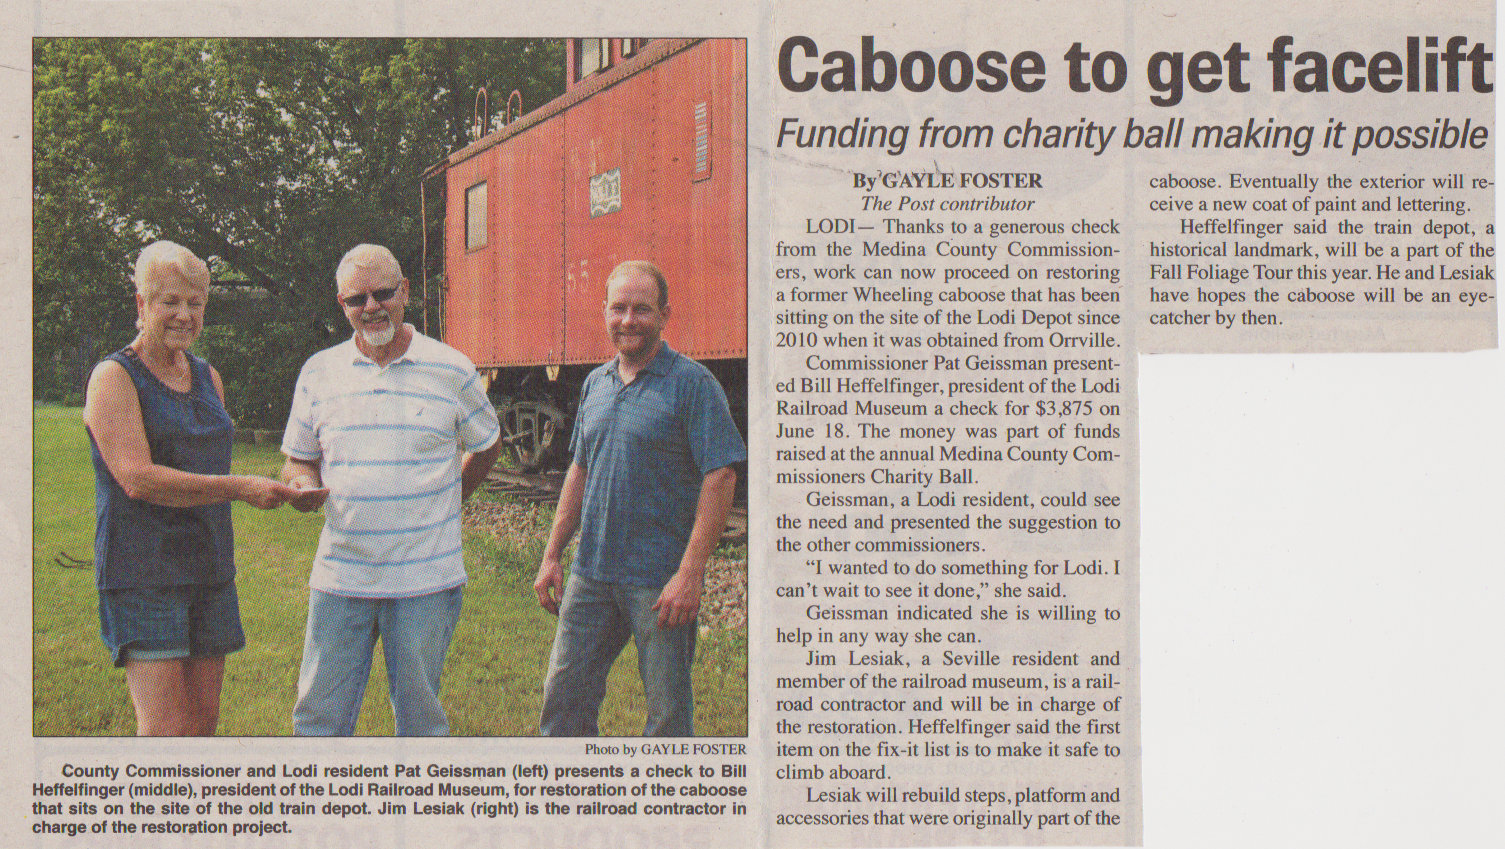 Caboose to get facelift
Funding from charity ball making it possible
By GAYLE FOSTER
The Post contributor
LODI— Thanks to a generous check
from the Medina County Commission-
ers, work can now proceed on restoring
a former Wheeling caboose that has been
sitting on the site of the Lodi Depot since
2010 when it was obtained from Orrville.
Commissioner Pat Geissman present-
ed Bill Heffelfinger, president of the Lodi
Railroad Museum a check for $3,875 on
June 18. The money was part of funds
raised at the annual Medina County Com-
missioners Charity Ball.
Geissman, a Lodi resident, could see
the need and presented the suggestion to
the other commissioners.
“I wanted to do something for Lodi. I
can’t wait to see it done,” she said.
Geissman indicated she is willing to
help in any way she can.
Jim Lesiak, a Seville resident and
member of the railroad museum, is a rail-
road contractor and will be in charge of
the restoration. Heffelfinger said the first
item on the fix-it list is to make it safe to
climb aboard.
Lesiak will rebuild steps, platform and
accessories that were originally part of the
caboose. Eventually the exterior will re-
ceive a new coat of paint and lettering.
Heffelfinger said the train depot, a
historical landmark, will be a part of the
Fall Foliage Tour this year. He and Lesiak
have hopes the caboose will be an eye-
catcher by then.
Photo by GAYLE FOSTER
County Commissioner and Lodi resident Pat Geissman (left) presents a check to Bill
Heffelfinger (middle), president of the Lodi Railroad Museum, for restoration of the caboose
that sits on the site of the old train depot. Jim Lesiak (right) is the railroad contractor in
charge of the restoration project.